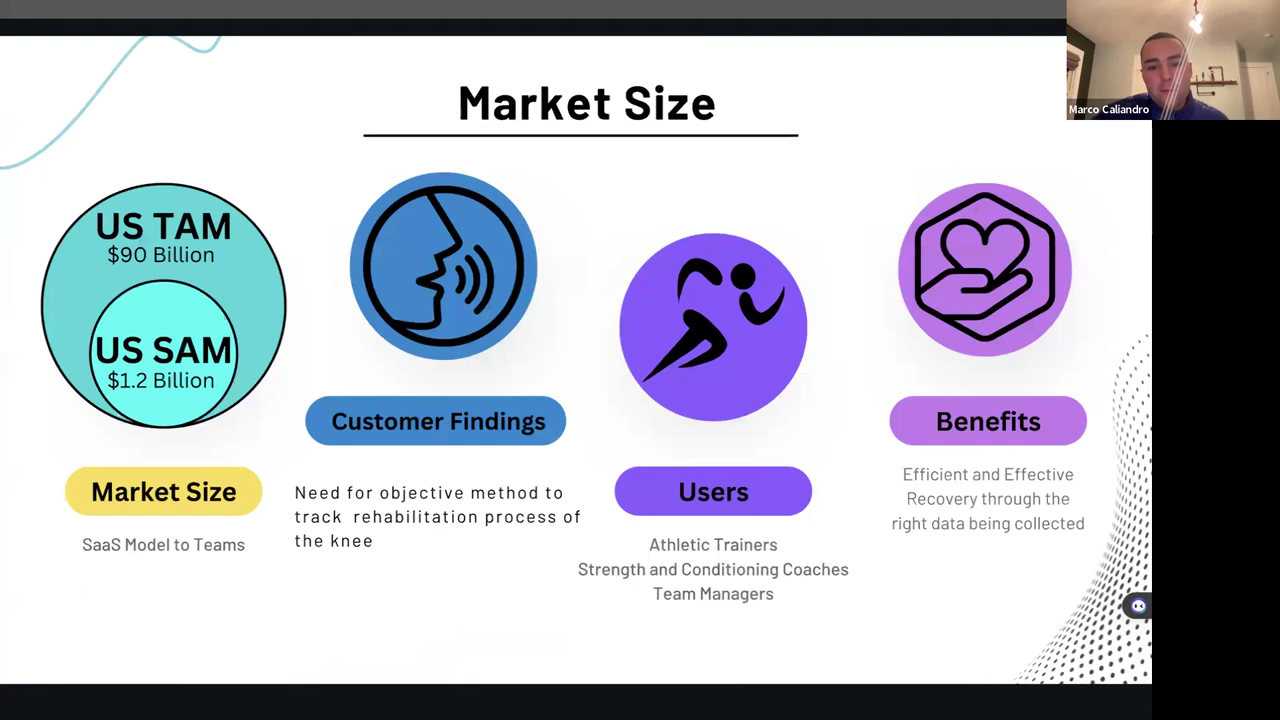 Market Size
US TAM
$90 Billion
US SAM
$1.2 Billion
Market Size
SaaS Model to Teams
Customer Findings
Need for objective method to
track rehabilitation process of
the knee
Users
Athletic Trainers
Strength and Conditioning Coaches
Team Managers
Benefits
Efficient and Effective
Recovery through the
right data being collected
Marco Caliandro